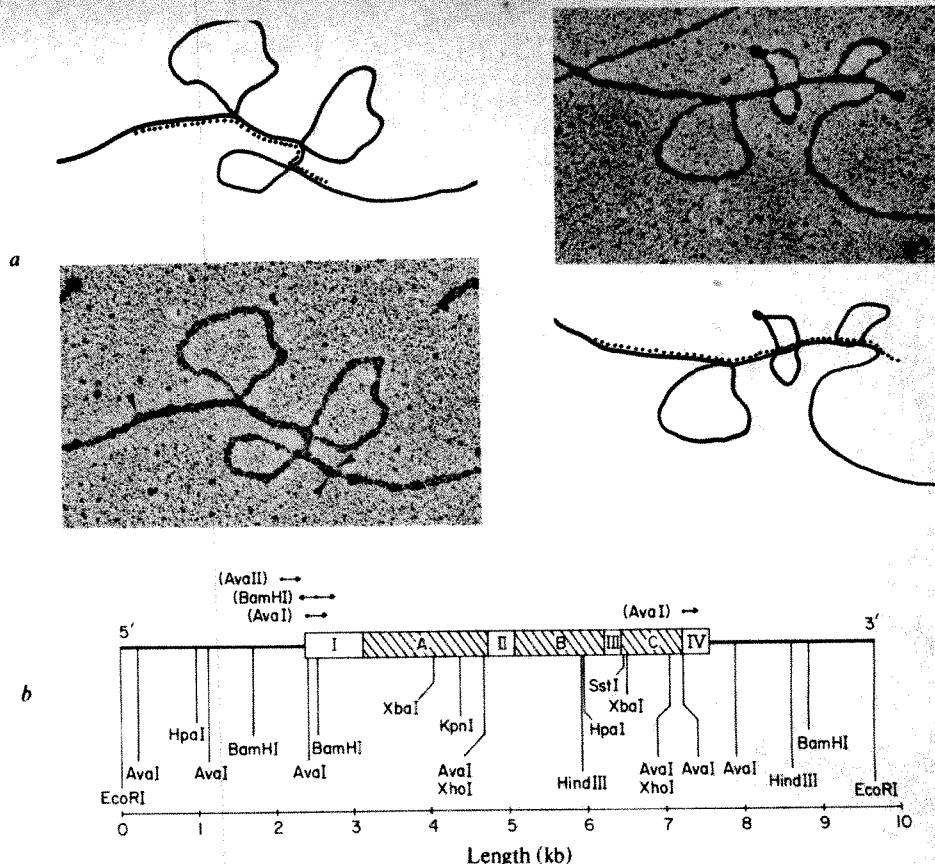 a
b
(AvaII)
(BamHI)
(AvaI)
(AvaI)
5'
3'
I
A
II
B
III
C
IV
SstI
XbaI
XbaI
KpnI
HpaI
HpaI
BamHI
BamHI
AvaI
AvaI
AvaI
AvaI
XhoI
HindIII
AvaI
XhoI
AvaI
AvaI
HindIII
BamHI
EcoRI
EcoRI
0 1 2 3 4 5 6 7 8 9 10
Length (kb)